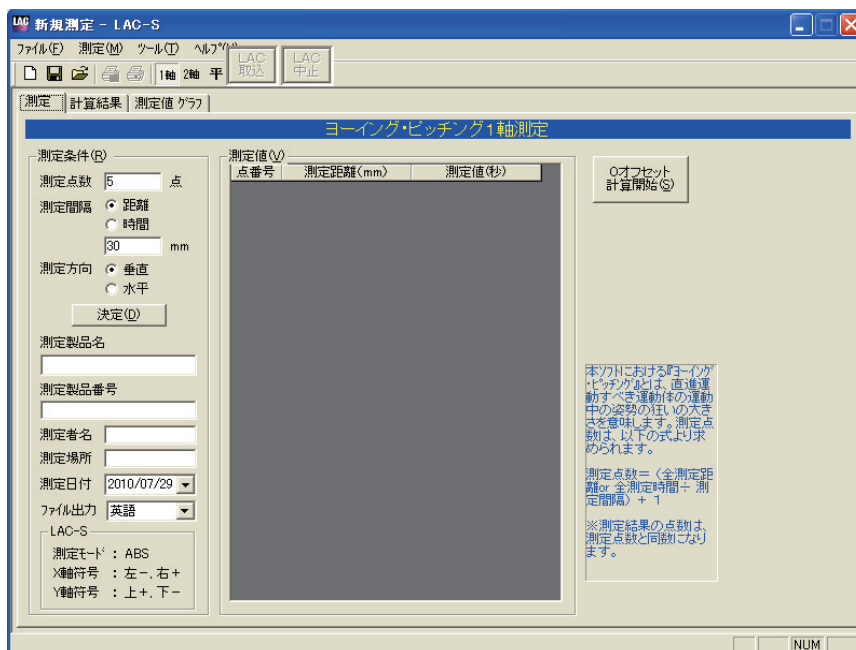 新規測定 - LAC-S
ファイル(F) 測定(M) ツール(T) ヘルプ(
LAC 取込
LAC 中止
1軸 2軸 平
測定 計算結果 測定値グラフ
ヨーイング・ピッチング1軸測定
測定条件(R)
測定点数 5 点
測定間隔 距離
時間
30 mm
測定方向 垂直
水平
決定(D)
測定製品名
測定製品番号
測定者名
測定場所
測定日付 2010/07/29
ファイル出力 英語
LAC-S
測定モード : ABS
X軸符号 : 左-,右+
Y軸符号 : 上+,下-
測定値(V)
点番号 測定距離(mm) 測定値(秒)
0オフセット
計算開始(S)
本ソフトにおける『ヨーイング
・ピッチング』とは、直進運
動すべき運動体の運動
中の姿勢の狂いの大き
さを意味します。測定点
数は、以下の式より求
められます。
測定点数=(全測定距
離or 全測定時間÷ 測
定間隔) + 1
※測定結果の点数は、
測定点数と同数になり
ます。
NUM